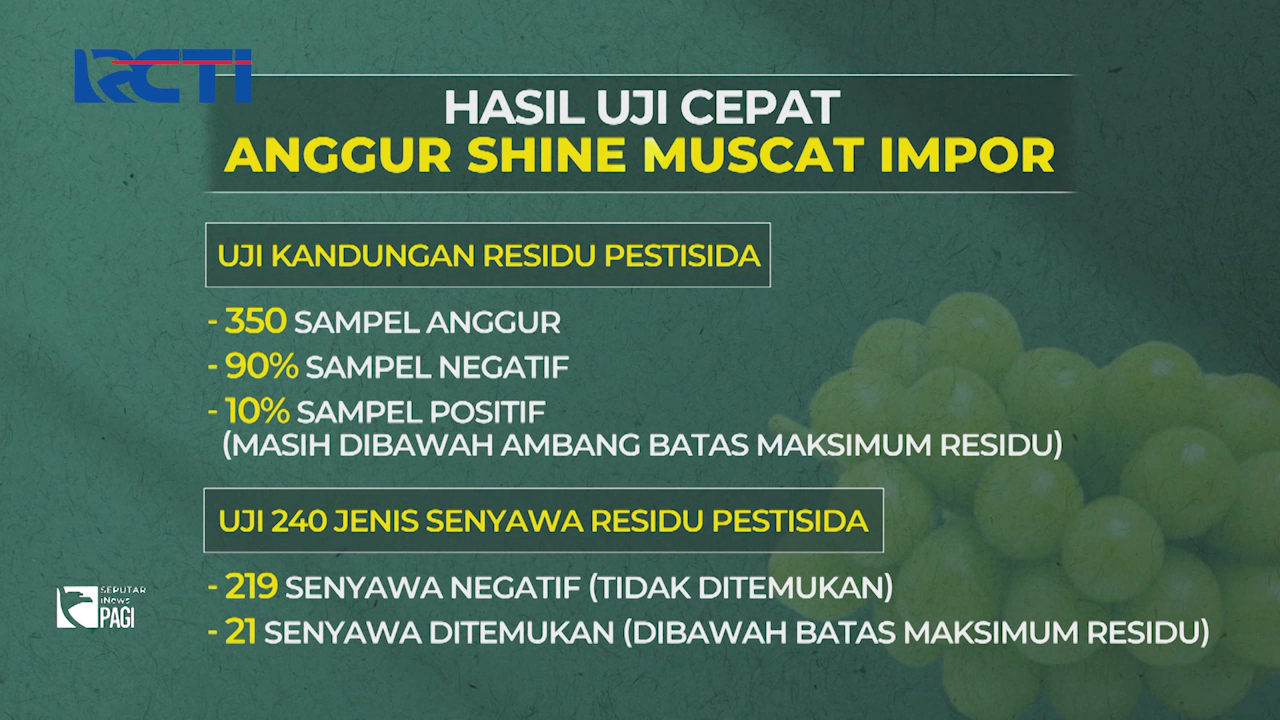 RCTI
HASIL UJI CEPAT
ANGGUR SHINE MUSCAT IMPOR
UJI KANDUNGAN RESIDU PESTISIDA
- 350 SAMPEL ANGGUR
- 90% SAMPEL NEGATIF
- 10% SAMPEL POSITIF
(MASIH DIBAWAH AMBANG BATAS MAKSIMUM RESIDU)
UJI 240 JENIS SENYAWA RESIDU PESTISIDA
- 219 SENYAWA NEGATIF (TIDAK DITEMUKAN)
- 21 SENYAWA DITEMUKAN (DIBAWAH BATAS MAKSIMUM RESIDU)
SEPUTAR
iNews
PAGI